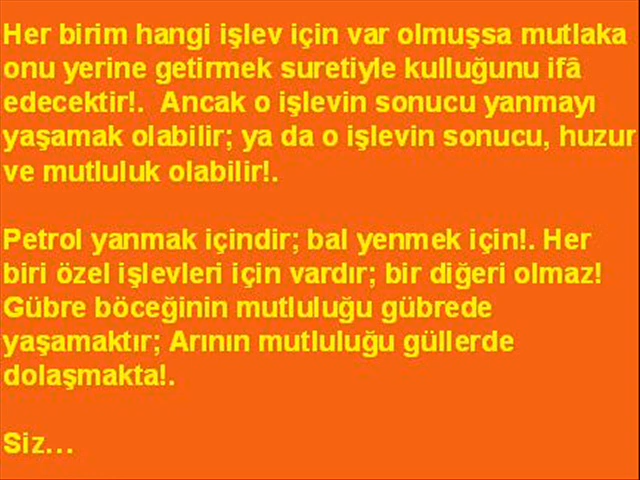 Her birim hangi işlev için var olmuşsa mutlaka
onu yerine getirmek suretiyle kulluğunu ifâ
edecektir!.  Ancak o işlevin sonucu yanmayı
yaşamak olabilir; ya da o işlevin sonucu, huzur
ve mutluluk olabilir!.
Petrol yanmak içindir; bal yenmek için!. Her
biri özel işlevleri için vardır; bir diğeri olmaz!
Gübre böceğinin mutluluğu gübrede
yaşamaktır; Arının mutluluğu güllerde
dolaşmakta!.
Siz...